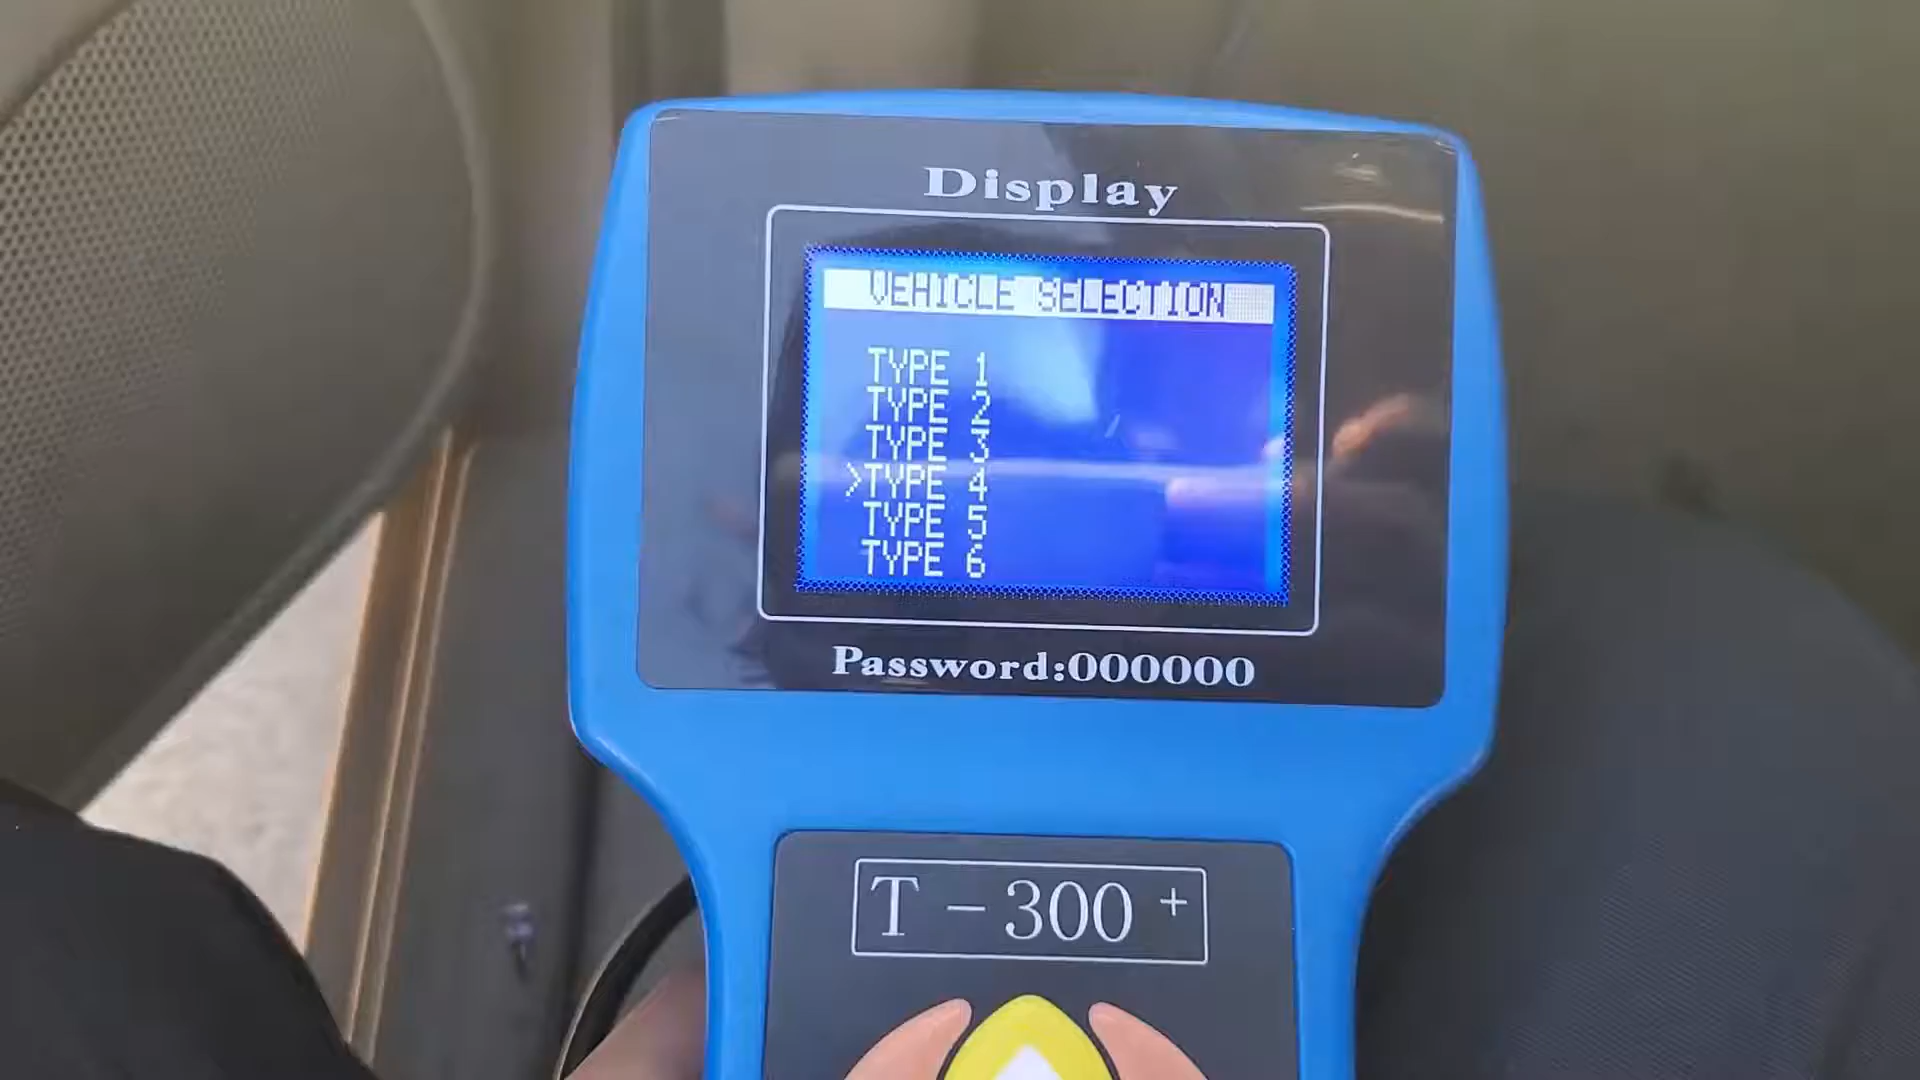 Display
VEHICLE SELECTION
TYPE 1
TYPE 2
TYPE 3
>TYPE 4
TYPE 5
TYPE 6
Password:000000
T-300+